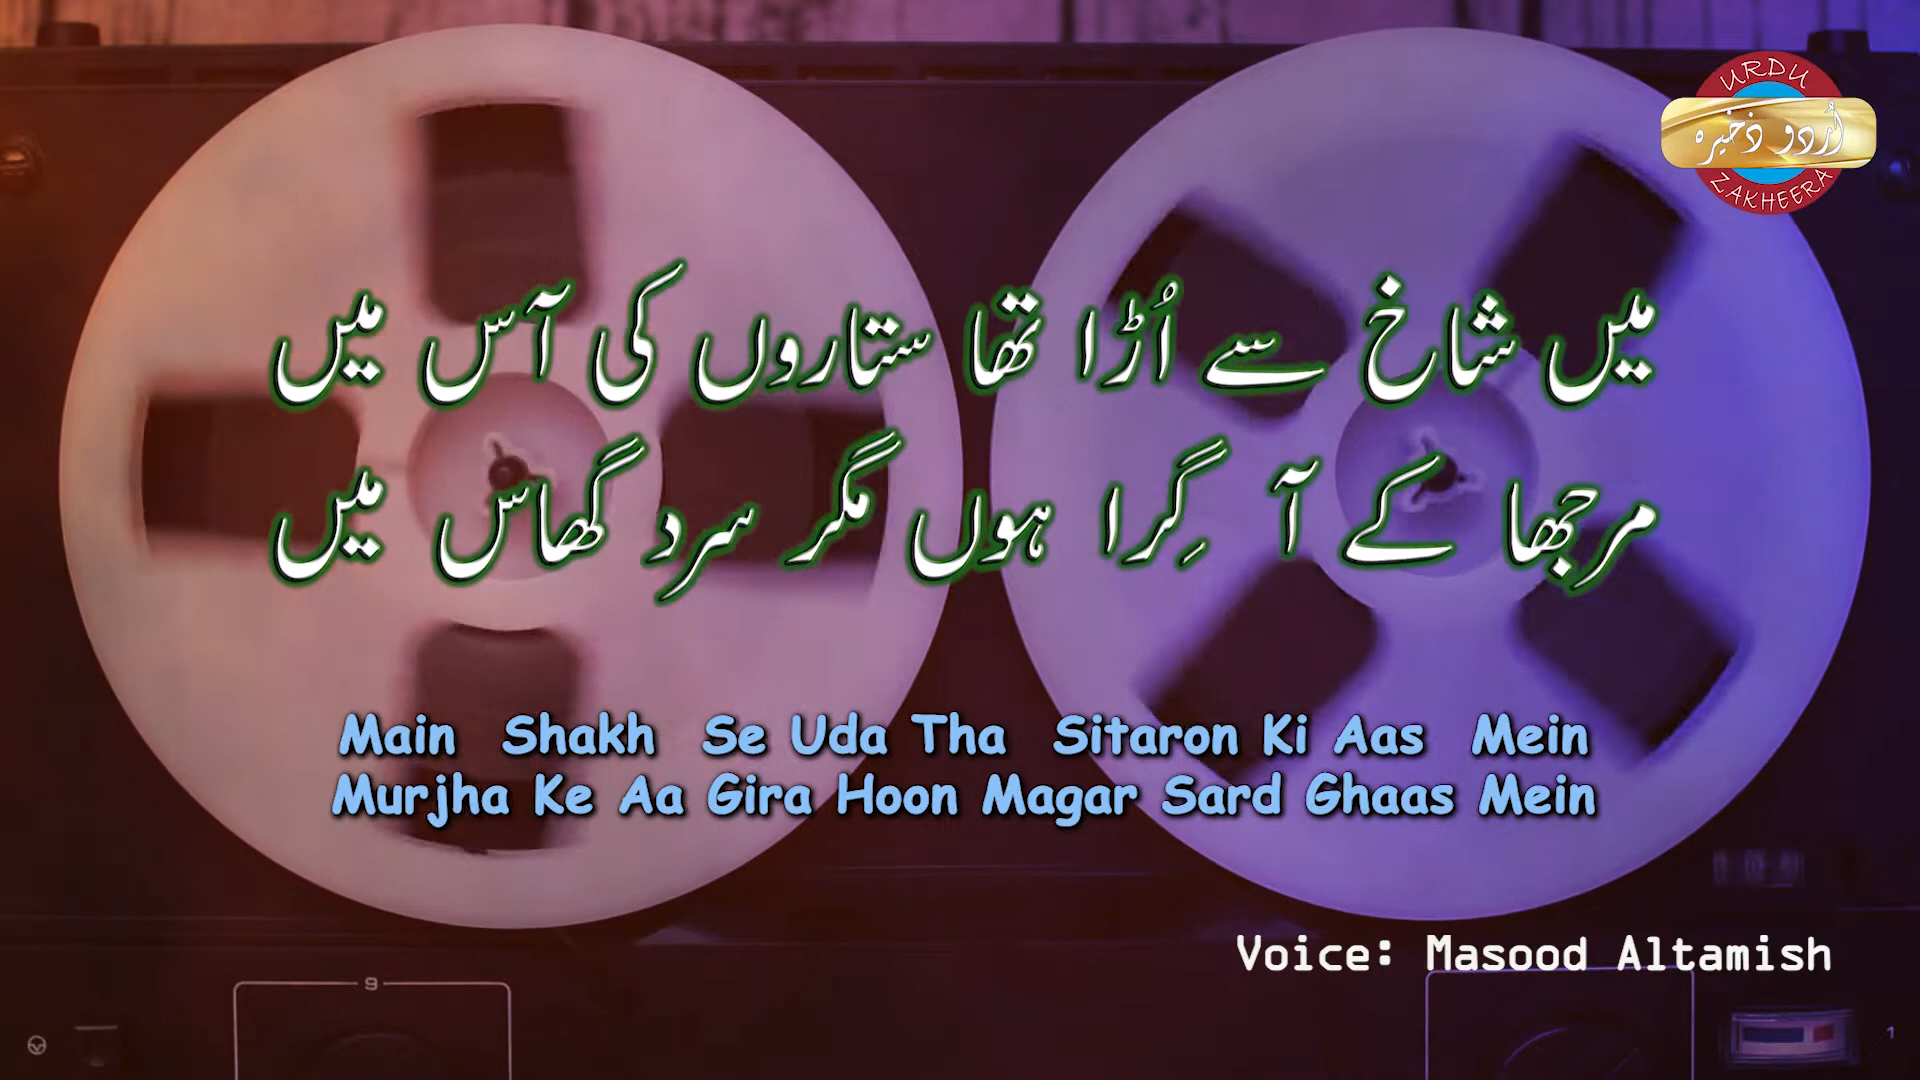 URDU
اُردو ذخیرہ
ZAKHEERA
میں شاخ سے اُڑا تھا ستاروں کی آس میں
مرجھا کے آ گِرا ہوں مگر سرد گھاس میں
Main Shakh Se Uda Tha Sitaron Ki Aas Mein
Murjha Ke Aa Gira Hoon Magar Sard Ghaas Mein
Voice: Masood Altamish
9
1